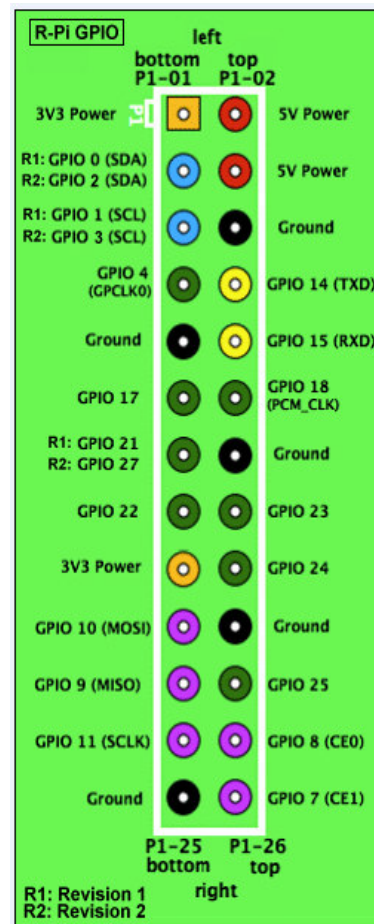 R-Pi GPIO
left
bottom top
P1-01 P1-02
P1
3V3 Power 5V Power
R1: GPIO 0 (SDA)
R2: GPIO 2 (SDA)
5V Power
R1: GPIO 1 (SCL)
R2: GPIO 3 (SCL)
Ground
GPIO 4
(GPCLK0)
GPIO 14 (TXD)
Ground GPIO 15 (RXD)
GPIO 17
GPIO 18
(PCM_CLK)
R1: GPIO 21
R2: GPIO 27
Ground
GPIO 22 GPIO 23
3V3 Power GPIO 24
GPIO 10 (MOSI) Ground
GPIO 9 (MISO) GPIO 25
GPIO 11 (SCLK) GPIO 8 (CE0)
Ground GPIO 7 (CE1)
P1-25 P1-26
bottom top
right
R1: Revision 1
R2: Revision 2